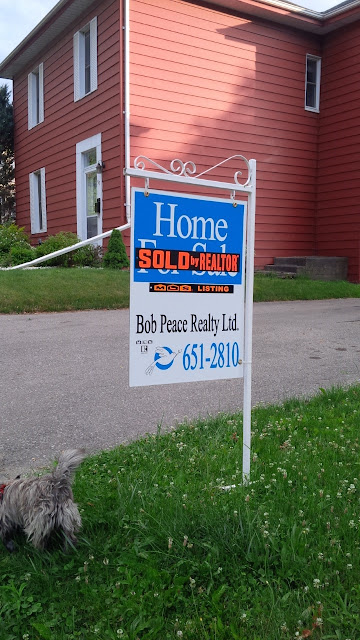 Home
For Sale
SOLD by REALTOR
MLS LISTING
Bob Peace Realty Ltd.
651-2810